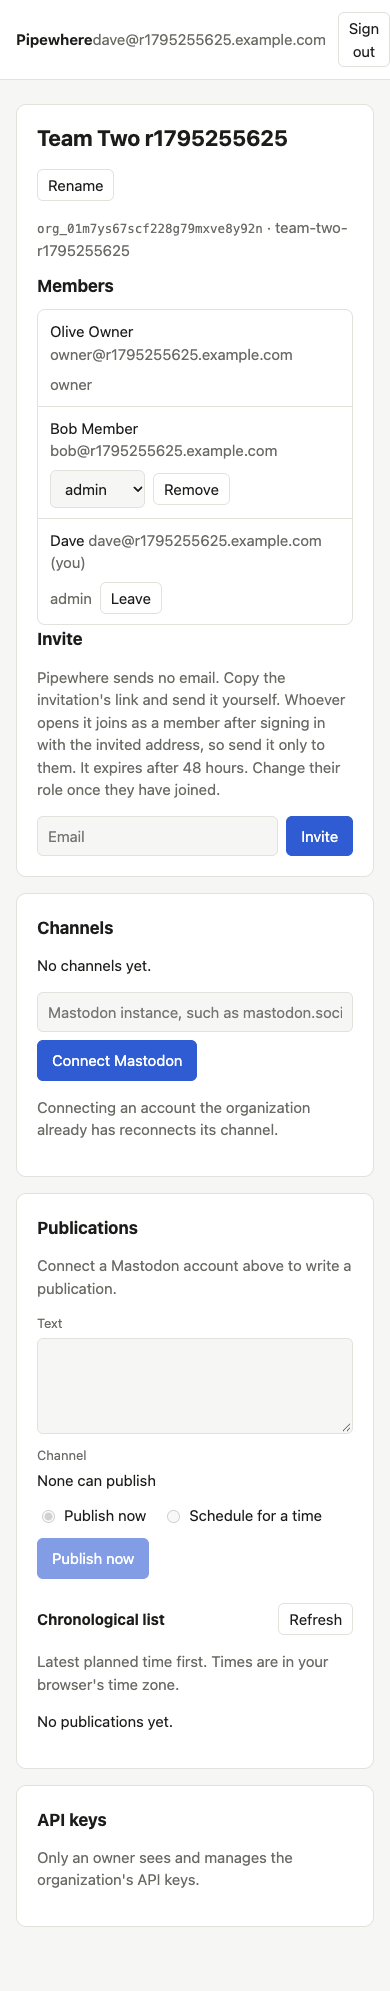 Pipewhere dave@r1795255625.example.com Sign out
Team Two r1795255625
Rename
org_01m7ys67scf228g79mxve8y92n · team-two-
r1795255625
Members
Olive Owner
owner@r1795255625.example.com
owner
Bob Member
bob@r1795255625.example.com
admin Remove
Dave dave@r1795255625.example.com
(you)
admin Leave
Invite
Pipewhere sends no email. Copy the
invitation's link and send it yourself. Whoever
opens it joins as a member after signing in
with the invited address, so send it only to
them. It expires after 48 hours. Change their
role once they have joined.
Email Invite
Channels
No channels yet.
Mastodon instance, such as mastodon.soci
Connect Mastodon
Connecting an account the organization
already has reconnects its channel.
Publications
Connect a Mastodon account above to write a
publication.
Text
Channel
None can publish
Publish now Schedule for a time
Publish now
Chronological list Refresh
Latest planned time first. Times are in your
browser's time zone.
No publications yet.
API keys
Only an owner sees and manages the
organization's API keys.